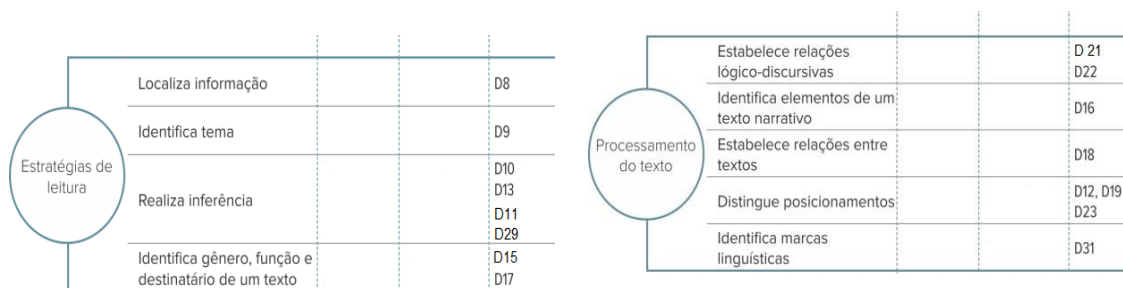 Estratégias de
leitura
Localiza informação
D8
Identifica tema
D9
Realiza inferência
D10
D13
D11
D29
Identifica gênero, função e
destinatário de um texto
D15
D17
Processamento
do texto
Estabelece relações
lógico-discursivas
D 21
D22
Identifica elementos de um
texto narrativo
D16
Estabelece relações entre
textos
D18
Distingue posicionamentos
D12, D19
D23
Identifica marcas
linguísticas
D31